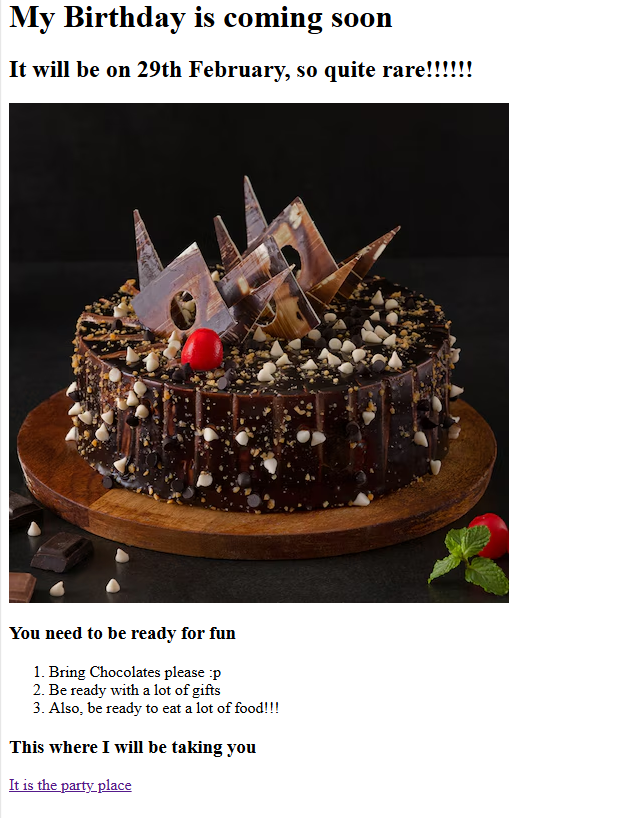 My Birthday is coming soon
It will be on 29th February, so quite rare!!!!!!
You need to be ready for fun
1. Bring Chocolates please :p
2. Be ready with a lot of gifts
3. Also, be ready to eat a lot of food!!!
This where I will be taking you
It is the party place